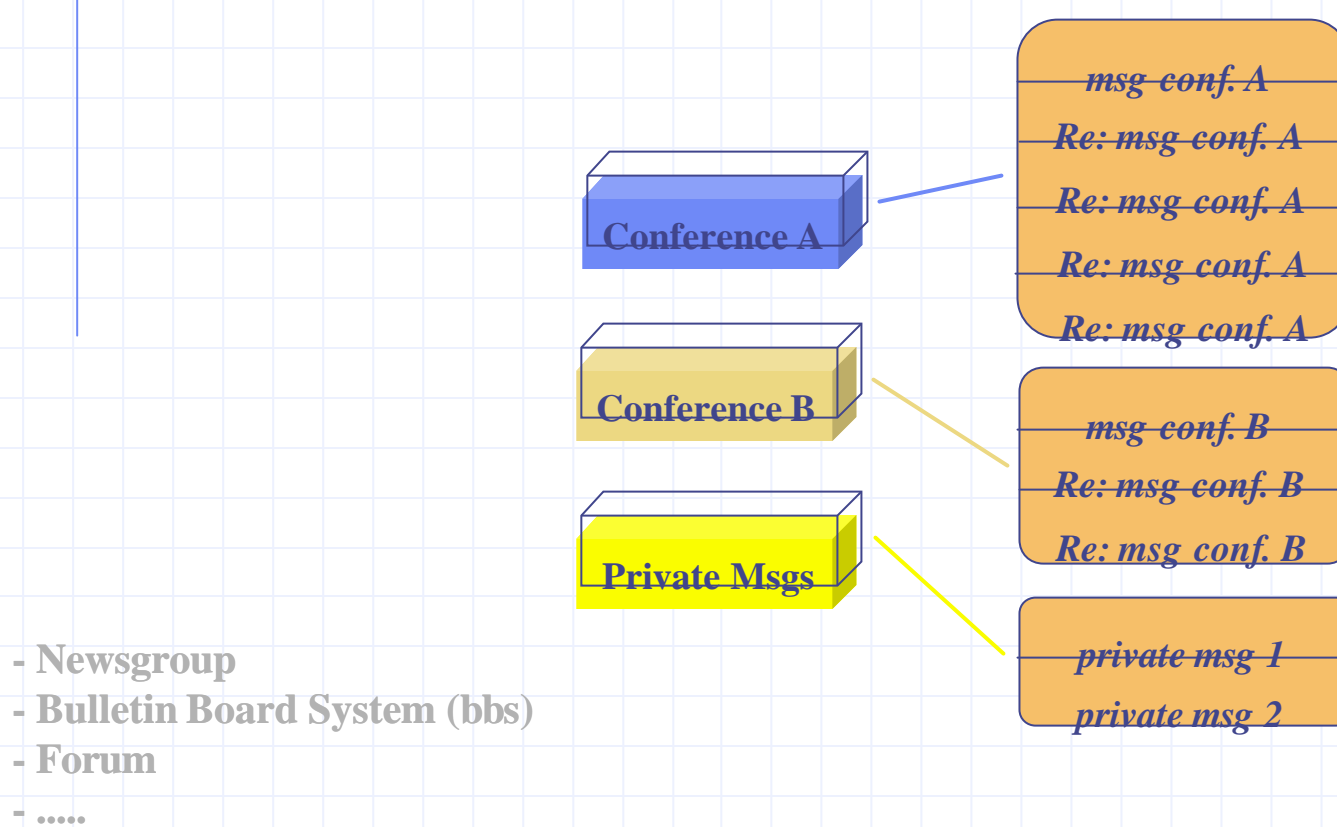 msg conf. A
Re: msg conf. A
Re: msg conf. A
Re: msg conf. A
Re: msg conf. A
Conference A
Conference B
msg conf. B
Re: msg conf. B
Re: msg conf. B
Private Msgs
private msg 1
private msg 2
- Newsgroup
- Bulletin Board System (bbs)
- Forum
- .....